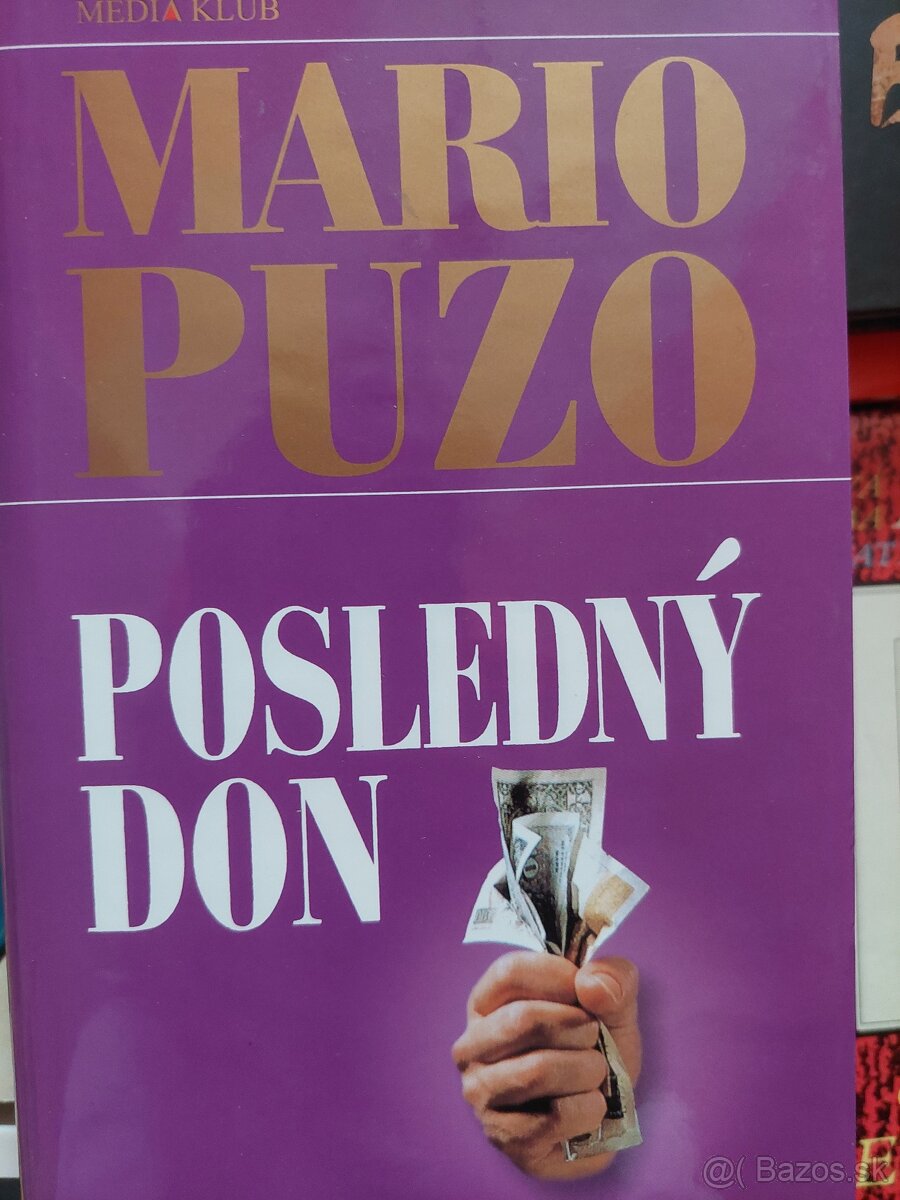 MEDIA KLUB
MARIO
PUZO
POSLEDNÝ
DON
@( Bazos.sk
E